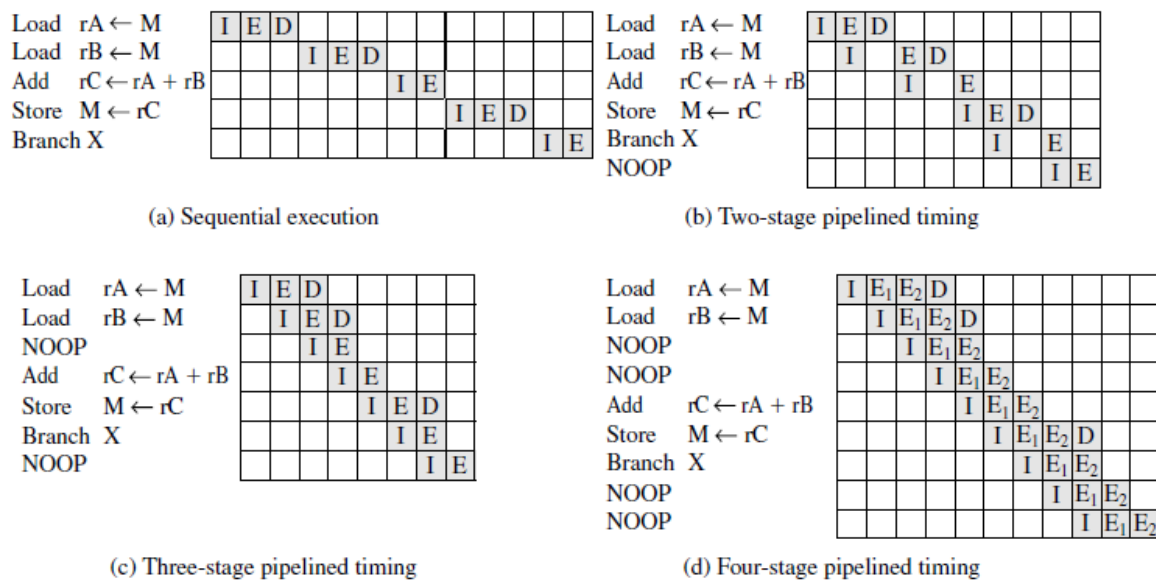 Load rA ← M I E D
Load rB ← M I E D
Add rC ← rA + rB I E
Store M ← rC I E D
Branch X I E
(a) Sequential execution
Load rA ← M I E D
Load rB ← M I E D
Add rC ← rA + rB I E
Store M ← rC I E D
Branch X I E
NOOP I E
(b) Two-stage pipelined timing
Load rA ← M I E D
Load rB ← M I E D
NOOP I E
Add rC ← rA + rB I E
Store M ← rC I E D
Branch X I E
NOOP I E
(c) Three-stage pipelined timing
Load rA ← M I E₁ E₂ D
Load rB ← M I E₁ E₂ D
NOOP I E₁ E₂
NOOP I E₁ E₂
Add rC ← rA + rB I E₁ E₂
Store M ← rC I E₁ E₂ D
Branch X I E₁ E₂
NOOP I E₁ E₂
NOOP I E₁ E₂
(d) Four-stage pipelined timing